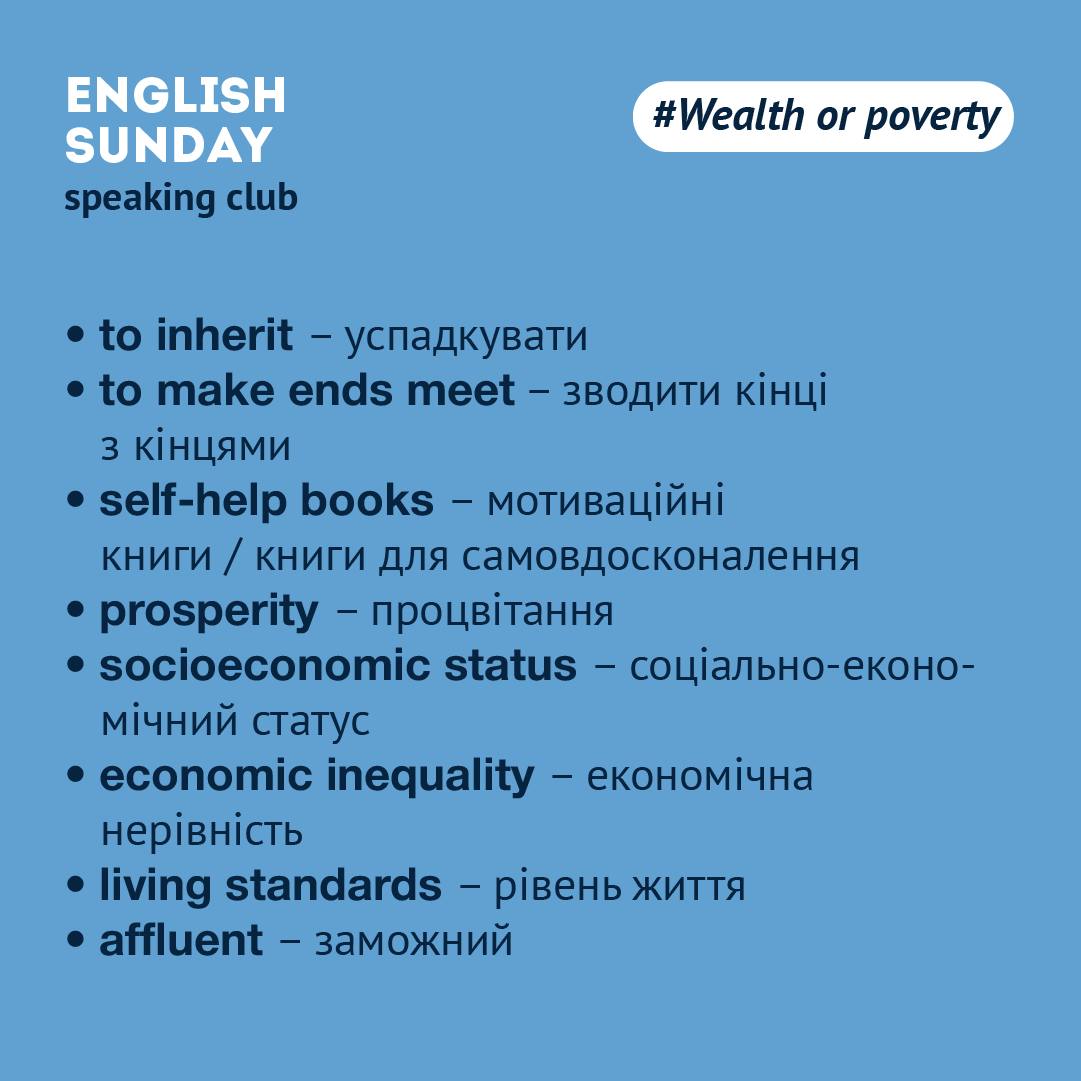 ENGLISH
SUNDAY
speaking club
#Wealth or poverty
• to inherit – успадкувати
• to make ends meet – зводити кінці
з кінцями
• self-help books – мотиваційні
книги / книги для самовдосконалення
• prosperity – процвітання
• socioeconomic status – соціально-еконо-
мічний статус
• economic inequality – економічна
нерівність
• living standards – рівень життя
• affluent – заможний